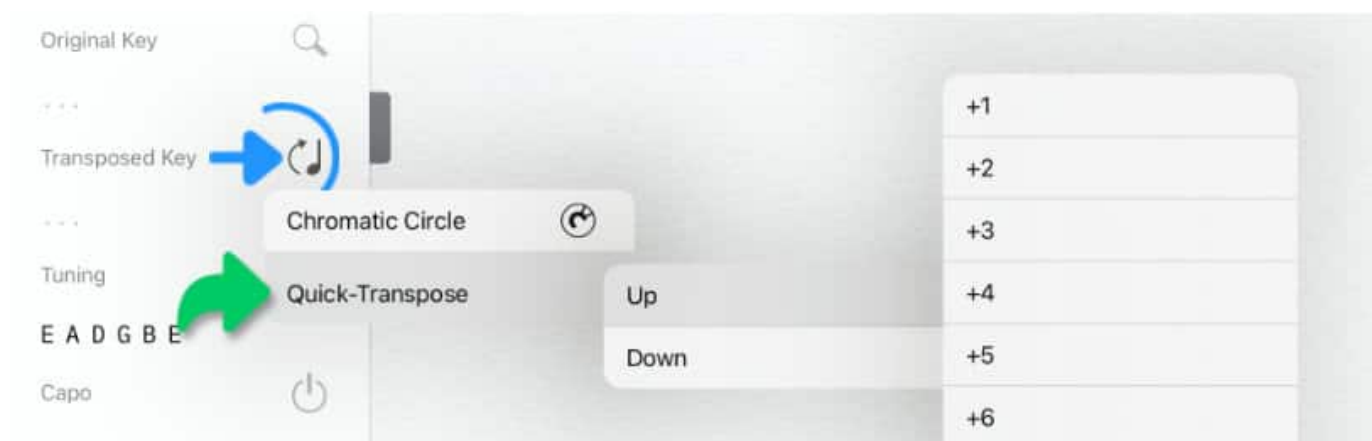 Original Key
...
Transposed Key
...
Tuning
E A D G B E
Capo
Chromatic Circle
Quick-Transpose
Up
Down
+1
+2
+3
+4
+5
+6